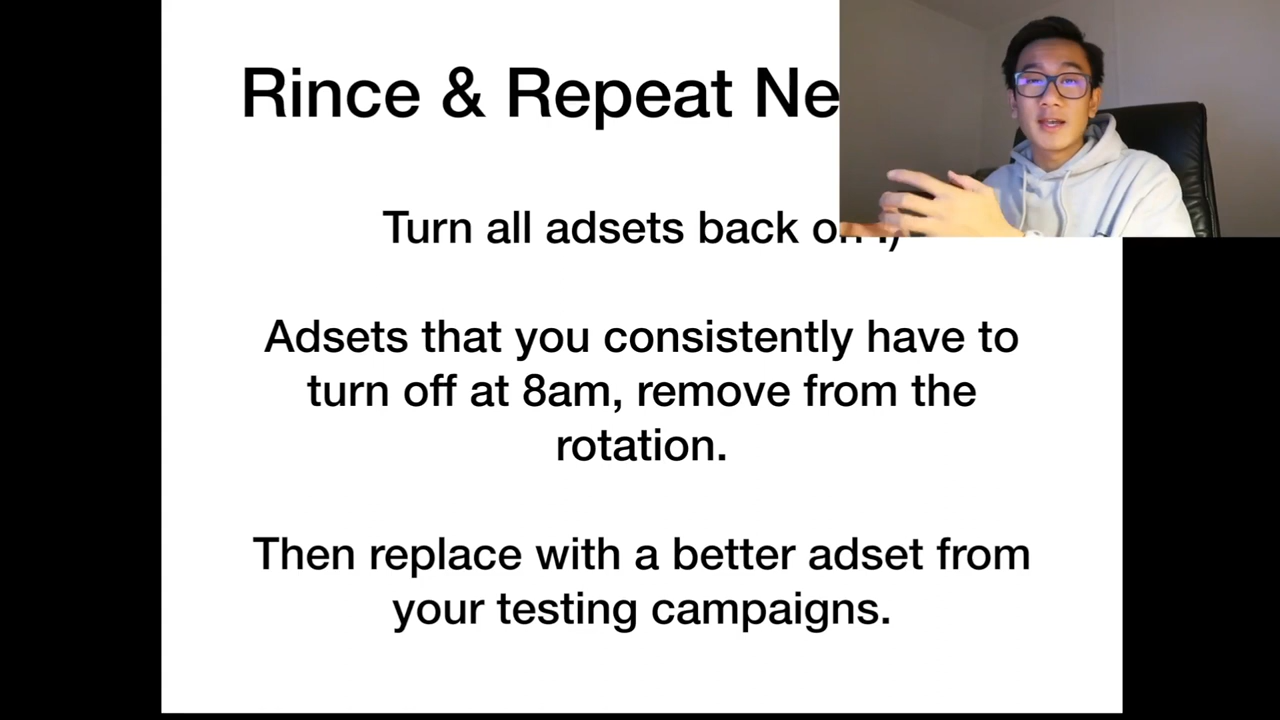 Rince & Repeat Ne
Turn all adsets back on :)
Adsets that you consistently have to
turn off at 8am, remove from the
rotation.
Then replace with a better adset from
your testing campaigns.